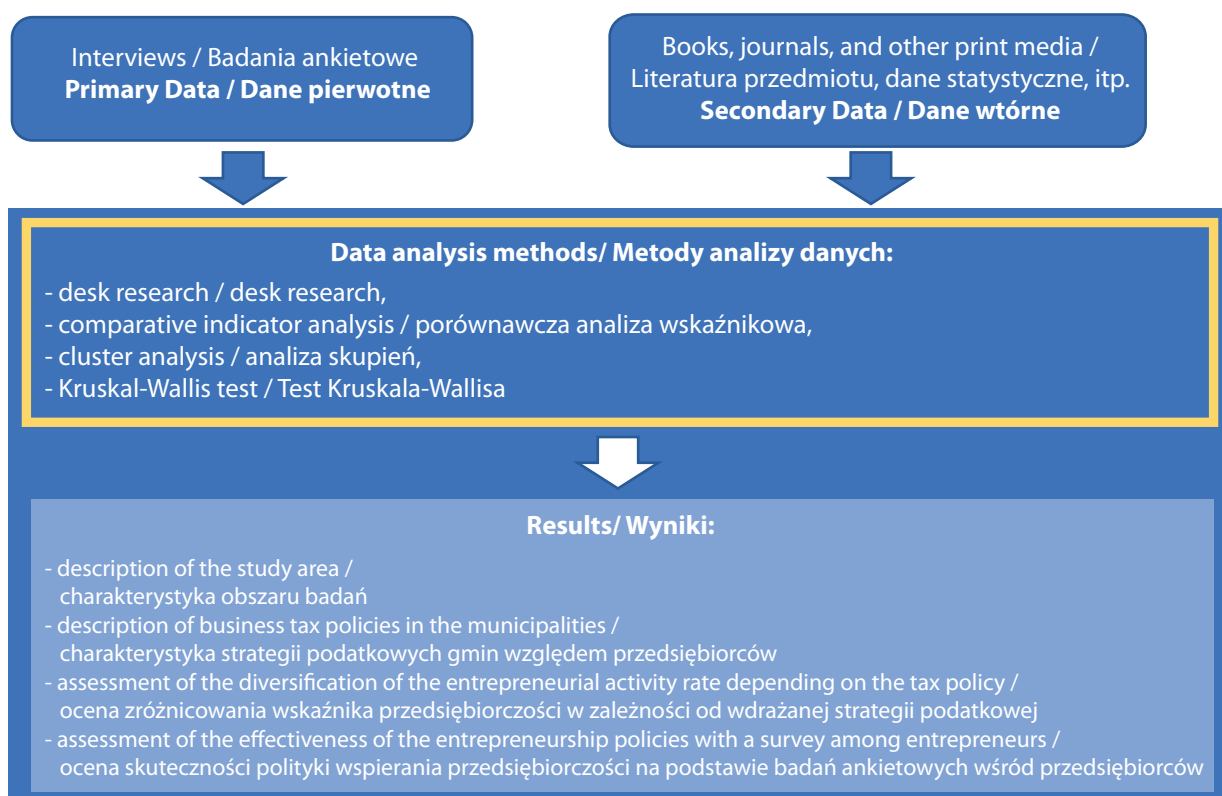 Interviews / Badania ankietowe
Primary Data / Dane pierwotne
Books, journals, and other print media /
Literatura przedmiotu, dane statystyczne, itp.
Secondary Data / Dane wtórne
Data analysis methods/ Metody analizy danych:
- desk research / desk research,
- comparative indicator analysis / porównawcza analiza wskaźnikowa,
- cluster analysis / analiza skupień,
- Kruskal-Wallis test / Test Kruskala-Wallisa
Results/ Wyniki:
- description of the study area /
charakterystyka obszaru badań
- description of business tax policies in the municipalities /
charakterystyka strategii podatkowych gmin względem przedsiębiorców
- assessment of the diversification of the entrepreneurial activity rate depending on the tax policy /
ocena zróżnicowania wskaźnika przedsiębiorczości w zależności od wdrażanej strategii podatkowej
- assessment of the effectiveness of the entrepreneurship policies with a survey among entrepreneurs /
ocena skuteczności polityki wspierania przedsiębiorczości na podstawie badań ankietowych wśród przedsiębiorców